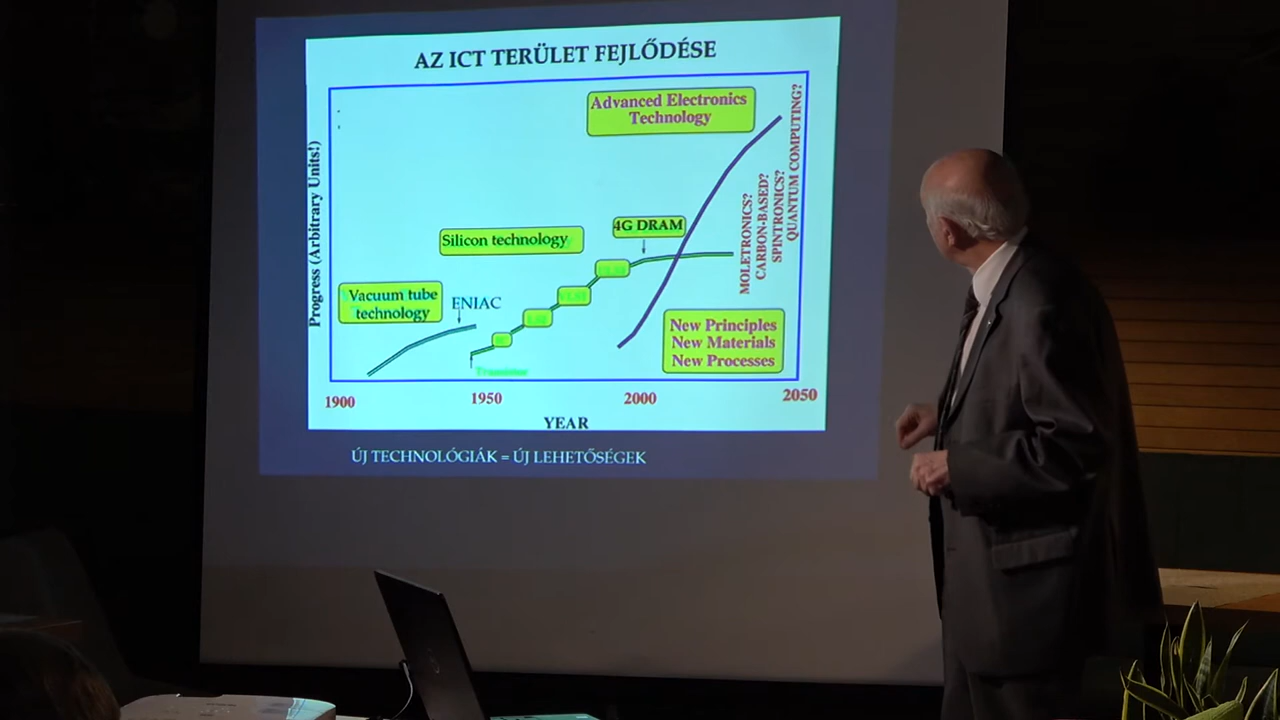 AZ ICT TERÜLET FEJLŐDÉSE
Advanced Electronics
Technology
Progress (Arbitrary Units!)
4G DRAM
Silicon technology
Vacuum tube
technology
ENIAC
VLSI
Transistor
MOLETRONICS?
CARBON-BASED?
SPINTRONICS?
QUANTUM COMPUTING?
New Principles
New Materials
New Processes
1900
1950
2000
2050
YEAR
ÚJ TECHNOLÓGIÁK = ÚJ LEHETŐSÉGEK